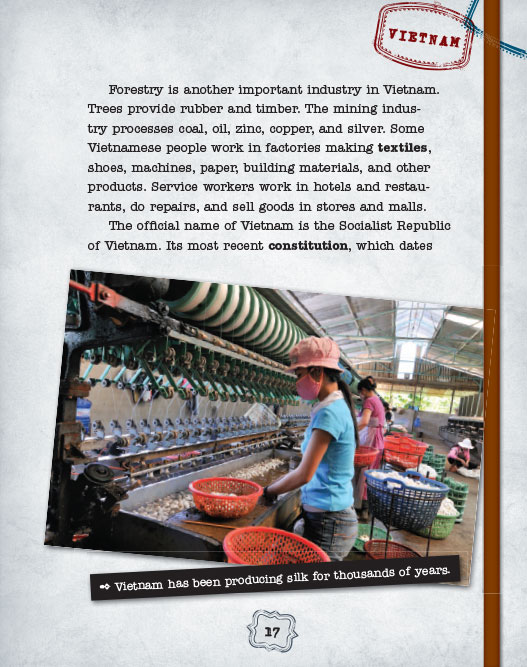 VIETNAM
Forestry is another important industry in Vietnam.
Trees provide rubber and timber. The mining indus-
try processes coal, oil, zinc, copper, and silver. Some
Vietnamese people work in factories making textiles,
shoes, machines, paper, building materials, and other
products. Service workers work in hotels and restau-
rants, do repairs, and sell goods in stores and malls.
The official name of Vietnam is the Socialist Republic
of Vietnam. Its most recent constitution, which dates
➺ Vietnam has been producing silk for thousands of years.
17